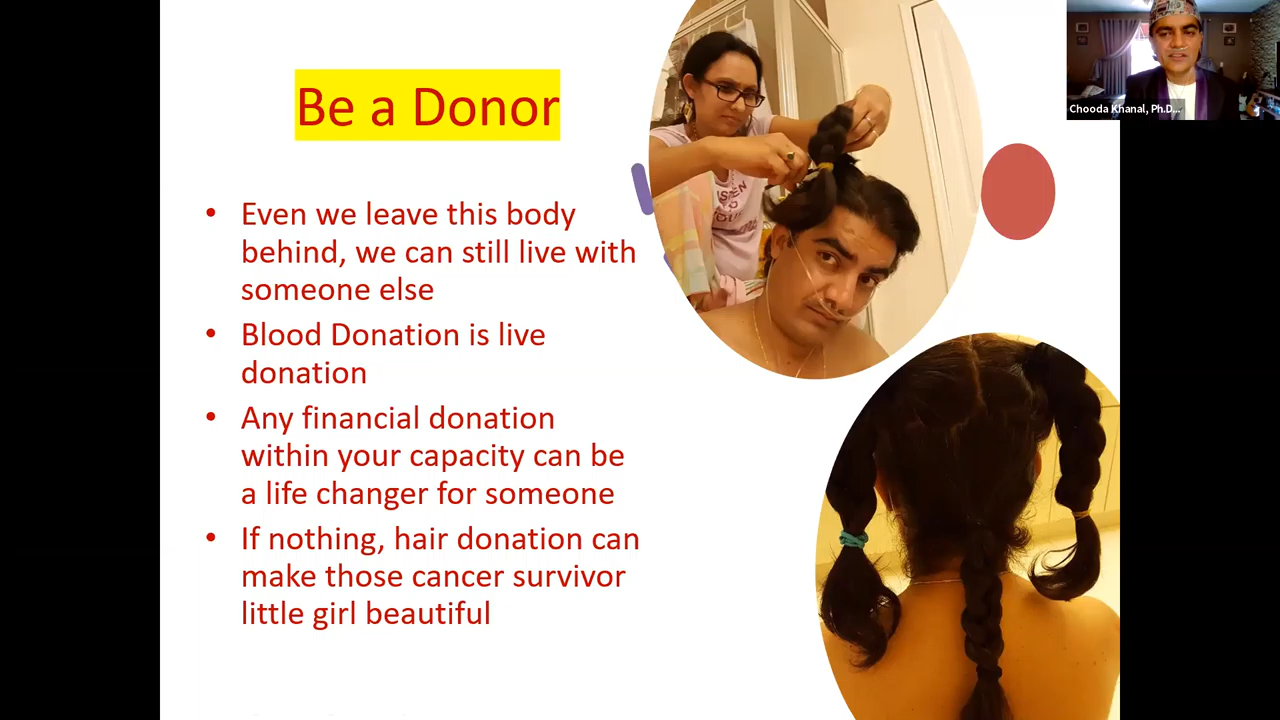 Be a Donor
• Even we leave this body
behind, we can still live with
someone else
• Blood Donation is live
donation
• Any financial donation
within your capacity can be
a life changer for someone
• If nothing, hair donation can
make those cancer survivor
little girl beautiful
Chooda Khanal, Ph.D...